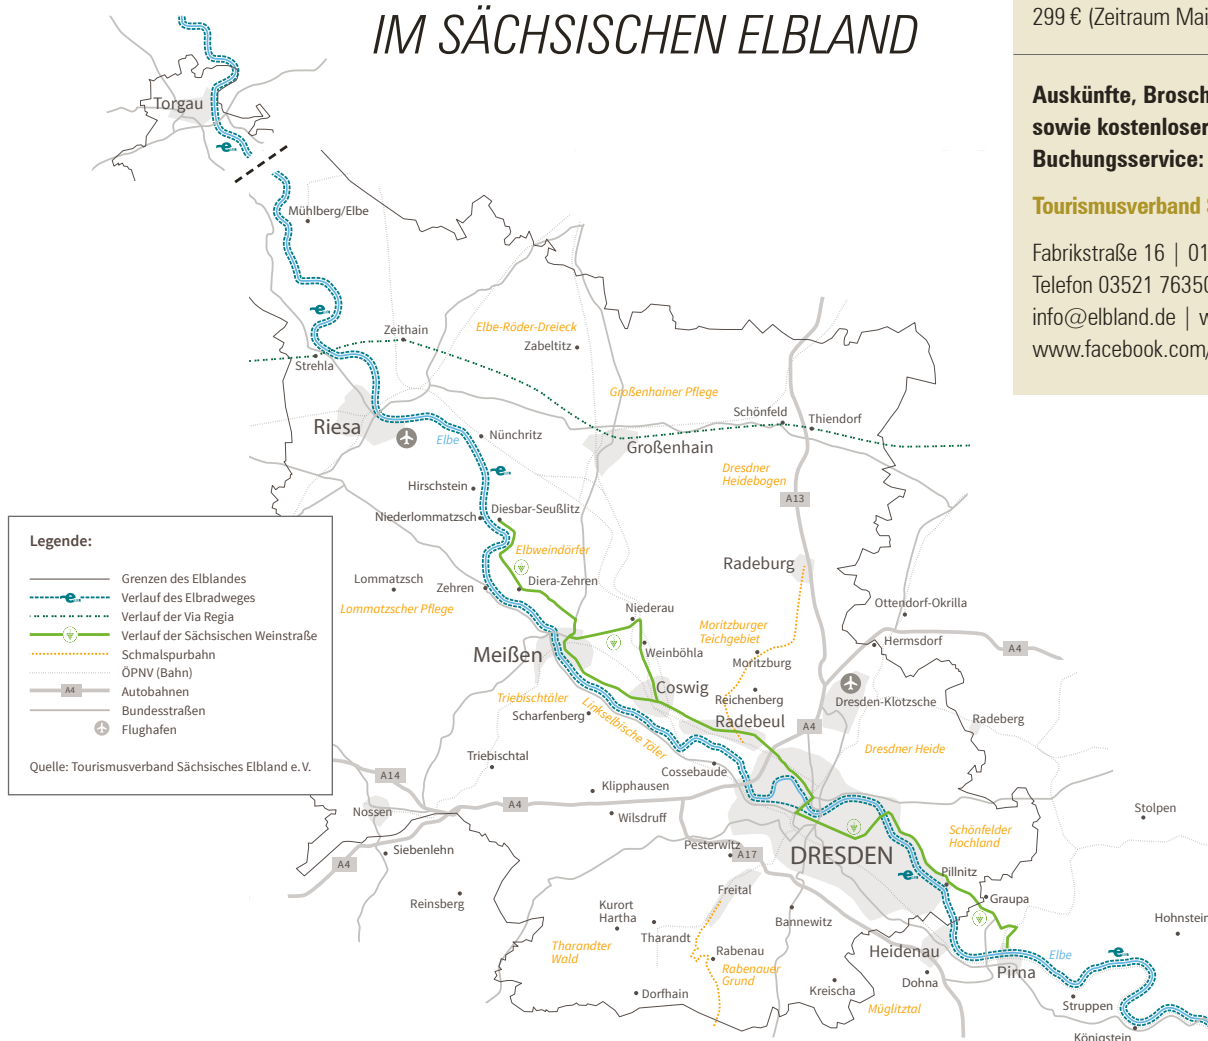 IM SÄCHSISCHEN ELBLAND
299 € (Zeitraum Mai
Auskünfte, Brosch
sowie kostenloser
Buchungsservice:
Tourismusverband
Fabrikstraße 16 | 01
Telefon 03521 76350
info@elbland.de | w
www.facebook.com/
Torgau
Mühlberg/Elbe
Zeithain
Elbe-Röder-Dreieck
Zabeltitz
Strehla
Großenhainer Pflege
Schönfeld
Thiendorf
Riesa
Elbe
Nünchritz
Großenhain
Dresdner
Heidebogen
Hirschstein
A13
Niederlommatzsch
Diesbar-Seußlitz
Elbweindörfer
Radeburg
Lommatzsch
Zehren
Diera-Zehren
Lommatzscher Pflege
Niederau
Ottendorf-Okrilla
Moritzburger
Teichgebiet
Hermsdorf
A4
Meißen
Weinböhla
Moritzburg
Coswig
Reichenberg
Dresden-Klotzsche
Triebischtäler
Scharfenberg
Linkselbische Täler
Radebeul
A4
Radeberg
Dresdner Heide
Triebischtal
Cossebaude
A14
Klipphausen
A4
Nossen
Wilsdruff
Stolpen
Schönfelder
Hochland
Siebenlehn
A4
Pesterwitz
A17
DRESDEN
Pillnitz
Reinsberg
Freital
Graupa
Kurort
Hartha
Tharandt
Bannewitz
Hohnstein
Tharandter
Wald
Rabenau
Rabenauer
Grund
Heidenau
Elbe
Pirna
Dorfhain
Kreischa
Dohna
Müglitztal
Struppen
Königstein
Legende:
Grenzen des Elblandes
e Verlauf des Elbradweges
Verlauf der Via Regia
Verlauf der Sächsischen Weinstraße
Schmalspurbahn
ÖPNV (Bahn)
A4 Autobahnen
Bundesstraßen
Flughafen
Quelle: Tourismusverband Sächsisches Elbland e. V.